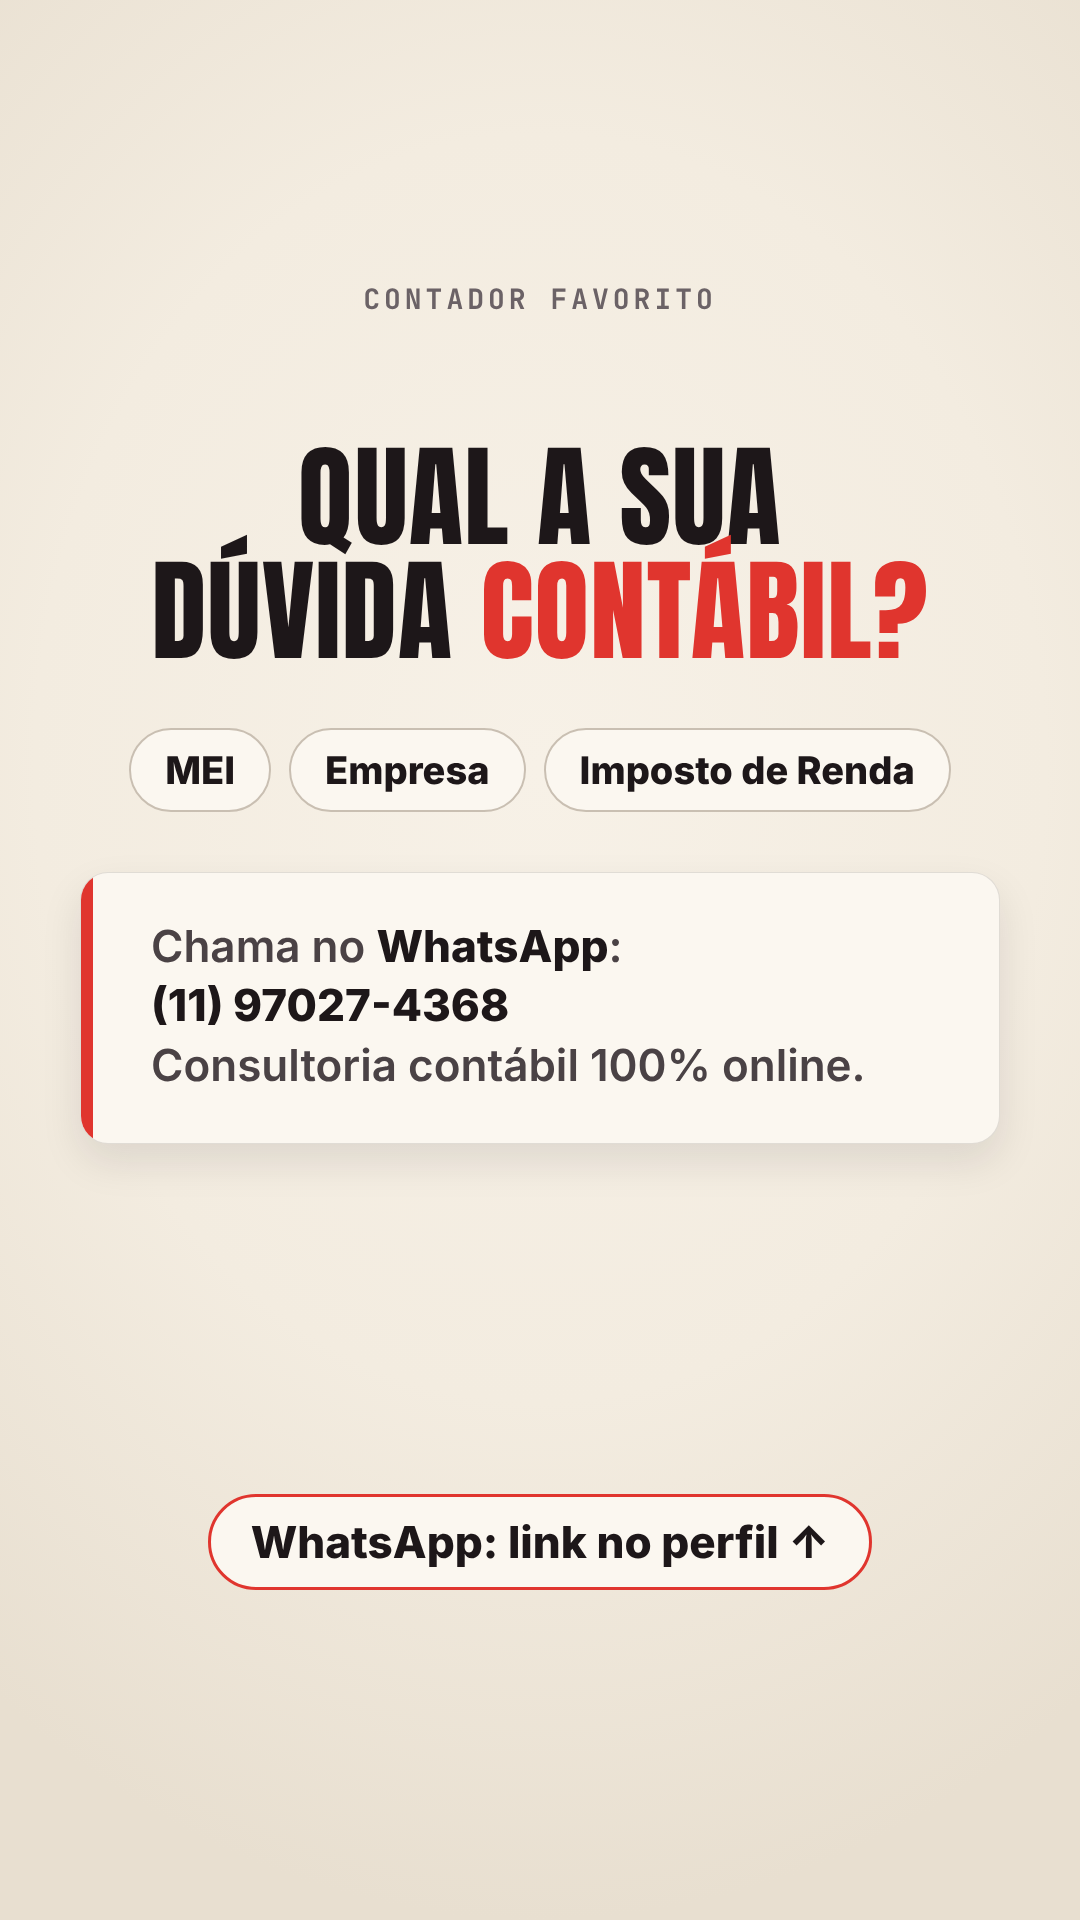 CONTADOR FAVORITO
QUAL A SUA
DÚVIDA CONTÁBIL?
MEI
Empresa
Imposto de Renda
Chama no WhatsApp:
(11) 97027-4368
Consultoria contábil 100% online.
WhatsApp: link no perfil ↑